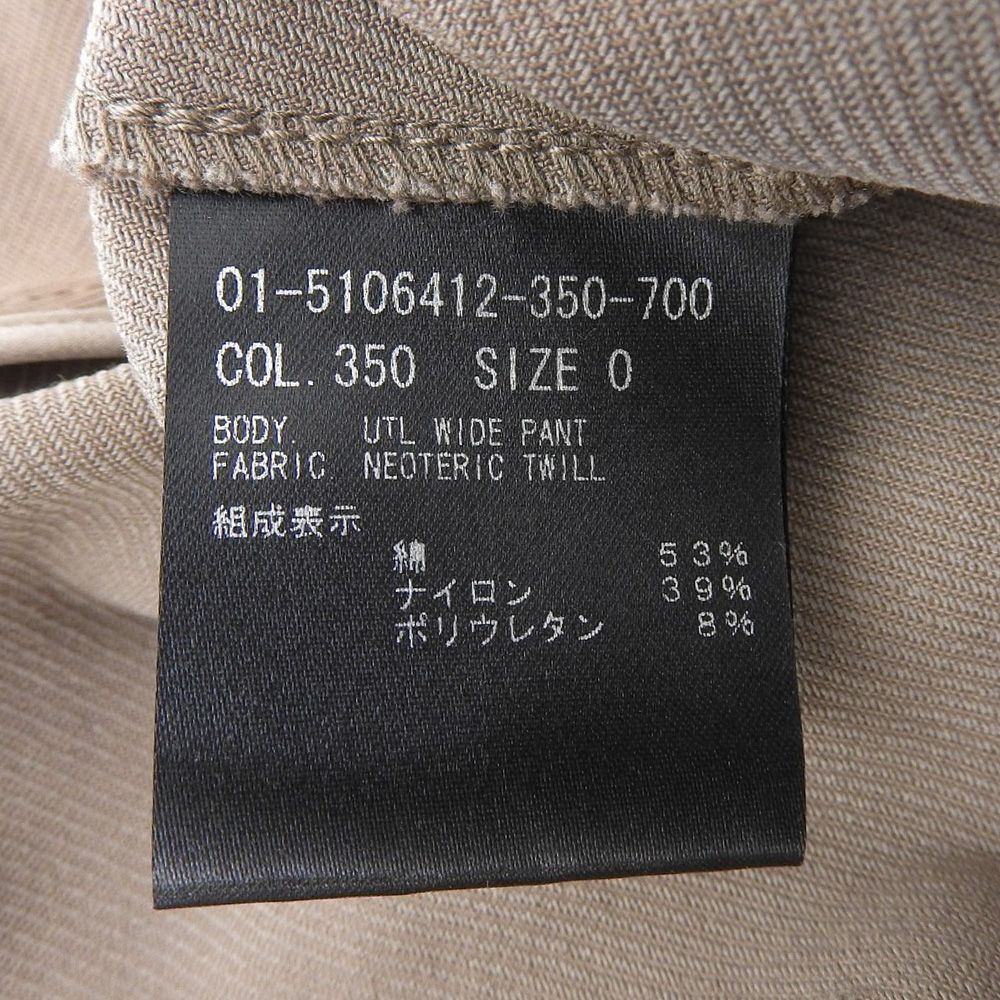 01-5106412-350-700
COL. 350 SIZE 0
BODY. UTL WIDE PANT
FABRIC NEOTERIC TWILL
組成表示
綿 53%
ナイロン 39%
ポリウレタン 8%